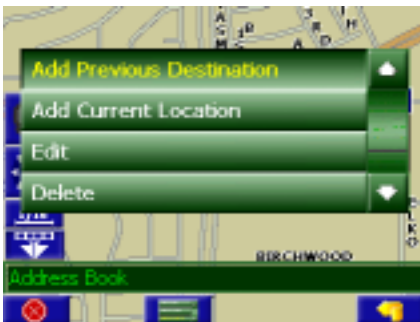 Add Previous Destination
Add Current Location
Edit
Delete
BIRCHWOOD
Address Book